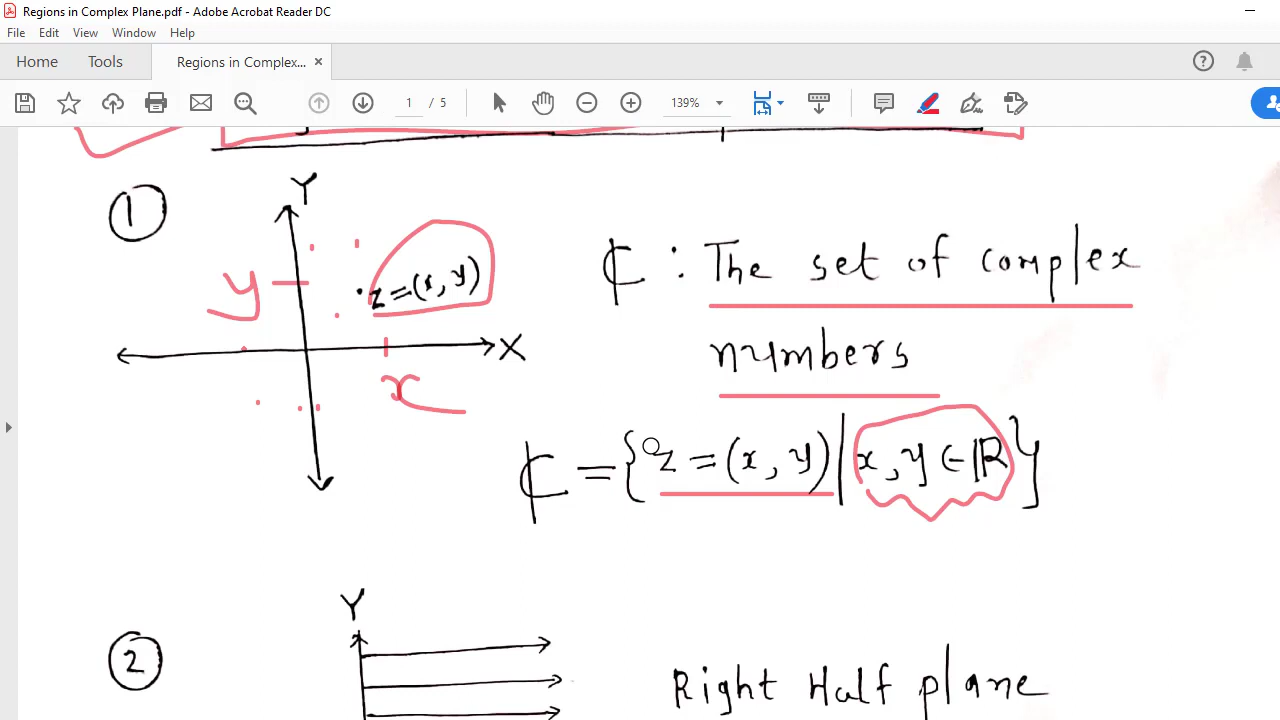 Regions in Complex Plane.pdf - Adobe Acrobat Reader DC
File Edit View Window Help
Home Tools Regions in Complex... ×
1 / 5 139%
① Y
y z=(x, y) ℂ : The set of complex
X numbers
x
ℂ = {z = (x, y) | x, y ∈ ℝ}
Y
② Right Half plane